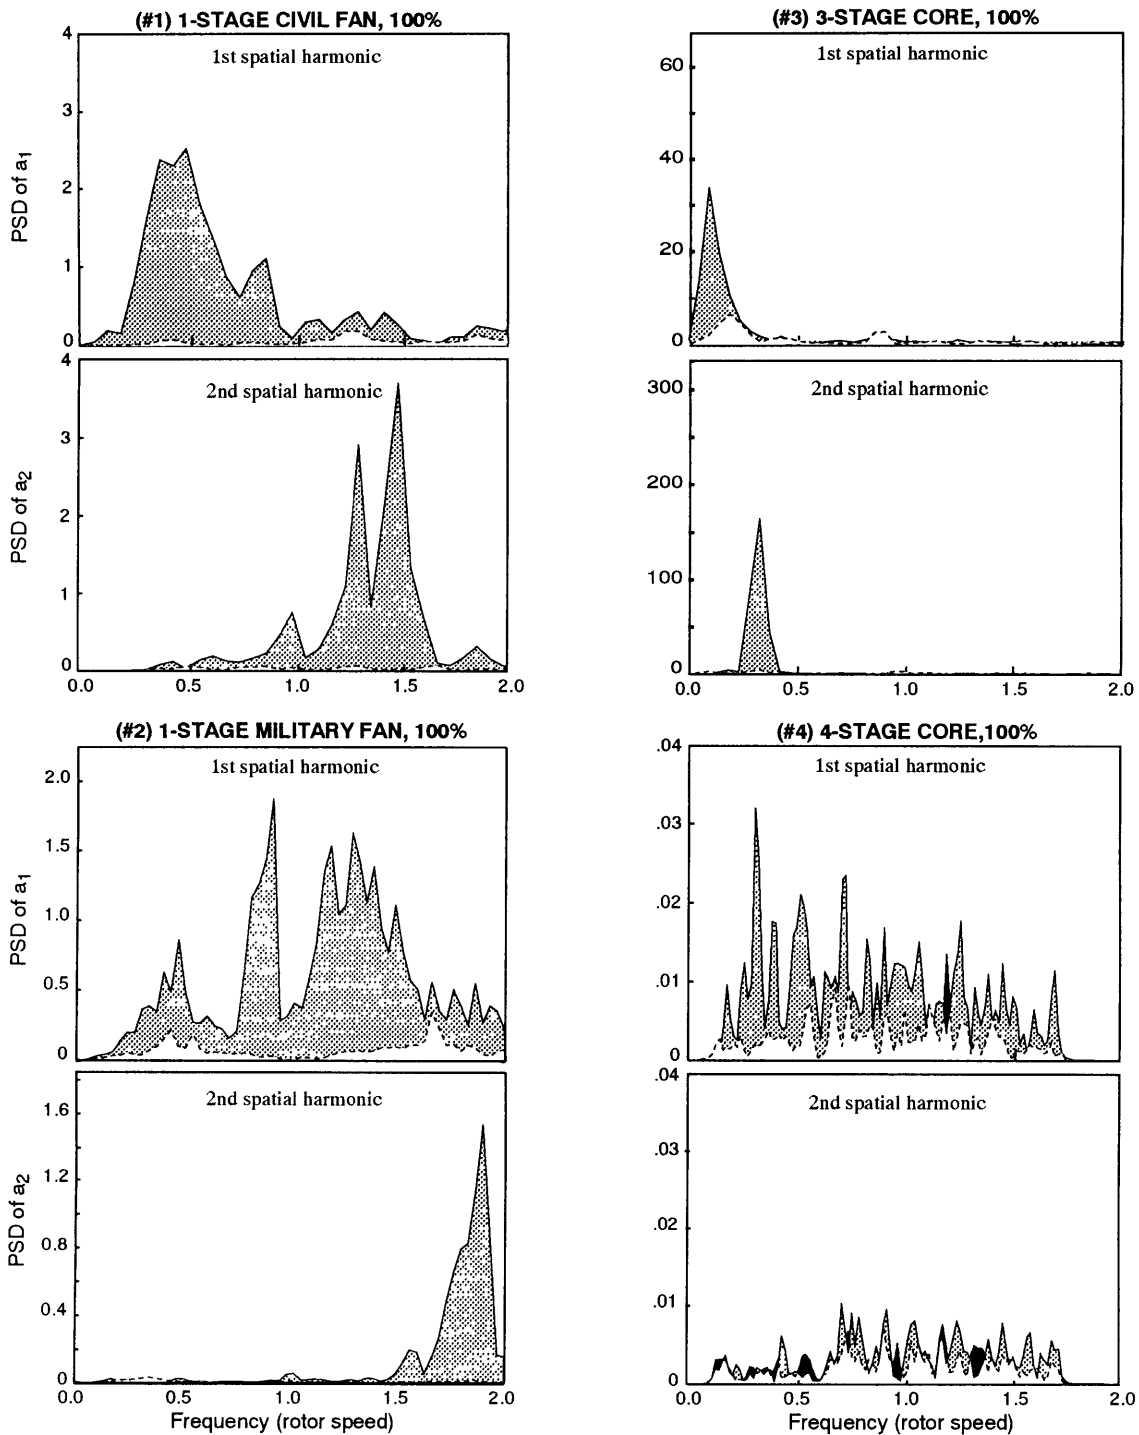 (#1) 1-STAGE CIVIL FAN, 100%
1st spatial harmonic
4
3
2
1
0
PSD of a1
2nd spatial harmonic
4
3
2
1
0
PSD of a2
0.0 0.5 1.0 1.5 2.0
(#3) 3-STAGE CORE, 100%
1st spatial harmonic
60
40
20
0
2nd spatial harmonic
300
200
100
0
0.0 0.5 1.0 1.5 2.0
(#2) 1-STAGE MILITARY FAN, 100%
1st spatial harmonic
2.0
1.5
1.0
0.5
0
PSD of a1
2nd spatial harmonic
1.6
1.2
0.8
0.4
0
PSD of a2
0.0 0.5 1.0 1.5 2.0
Frequency (rotor speed)
(#4) 4-STAGE CORE,100%
1st spatial harmonic
.04
.03
.02
.01
0
2nd spatial harmonic
.04
.03
.02
.01
0
0.0 0.5 1.0 1.5 2.0
Frequency (rotor speed)